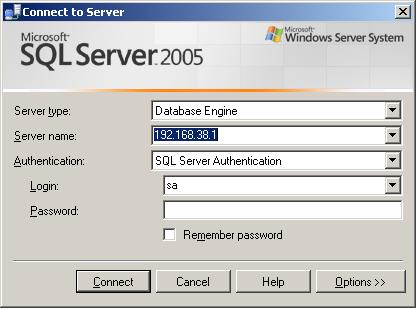 Connect to Server
Microsoft
SQL Server 2005
Microsoft
Windows Server System
Server type: Database Engine
Server name: 192.168.38.1
Authentication: SQL Server Authentication
Login: sa
Password:
Remember password
Connect Cancel Help Options >>